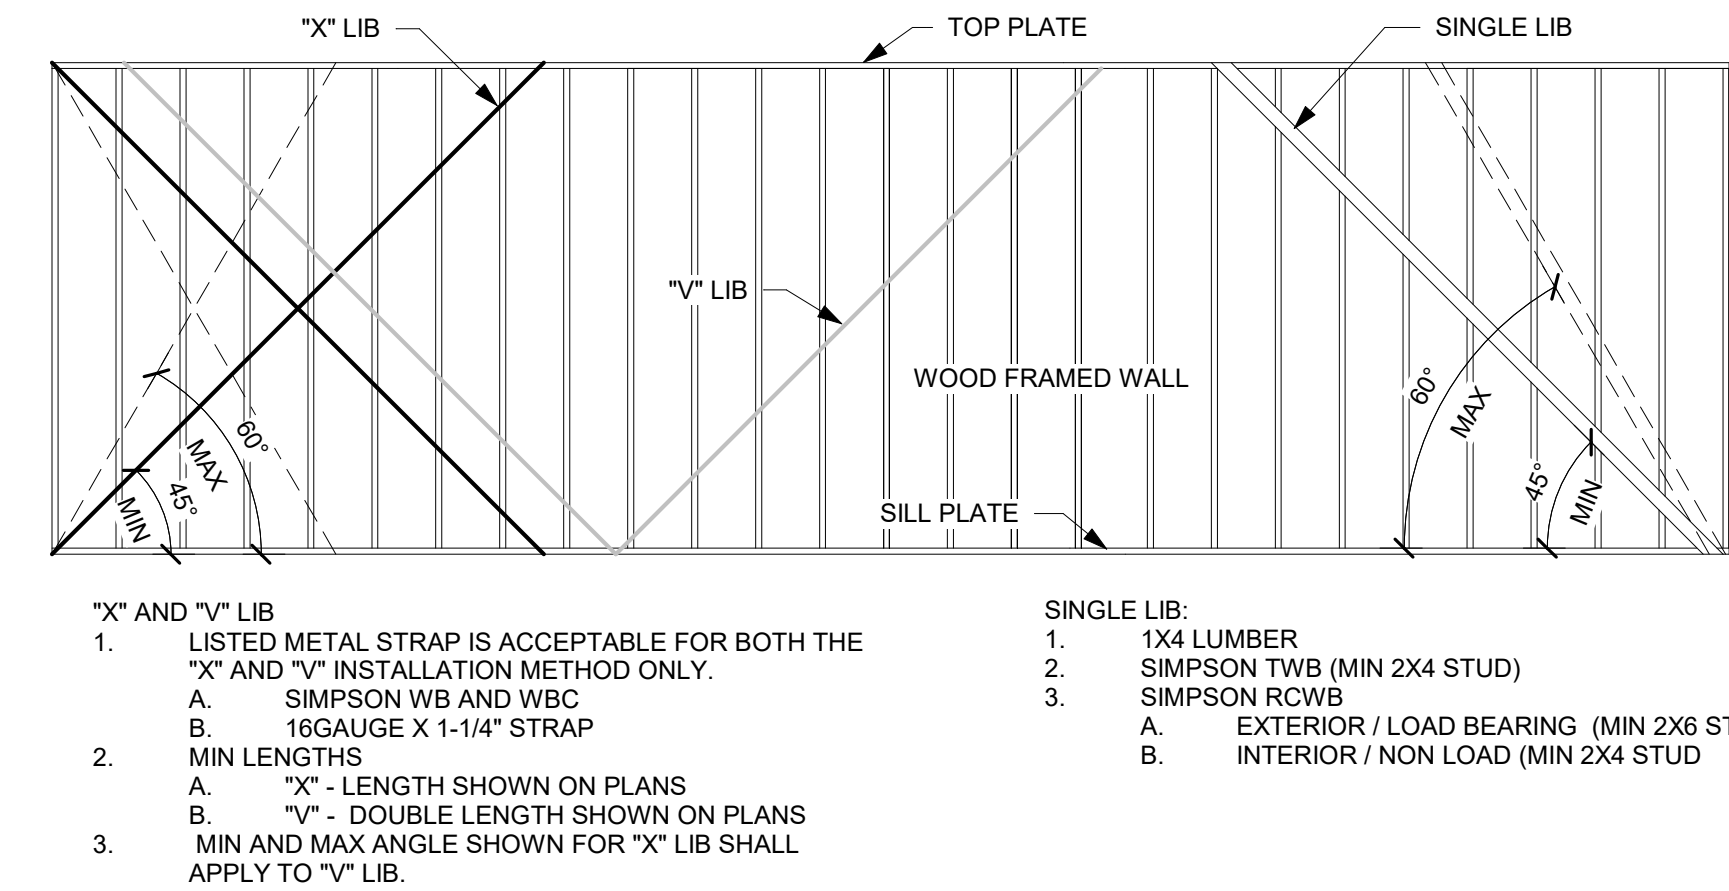 "X" LIB
TOP PLATE
SINGLE LIB
"V" LIB
WOOD FRAMED WALL
60°
MAX
45°
MIN
SILL PLATE
60°
MAX
45°
MIN
"X" AND "V" LIB
1. LISTED METAL STRAP IS ACCEPTABLE FOR BOTH THE
"X" AND "V" INSTALLATION METHOD ONLY.
A. SIMPSON WB AND WBC
B. 16GAUGE X 1-1/4" STRAP
2. MIN LENGTHS
A. "X" - LENGTH SHOWN ON PLANS
B. "V" - DOUBLE LENGTH SHOWN ON PLANS
3. MIN AND MAX ANGLE SHOWN FOR "X" LIB SHALL
APPLY TO "V" LIB.
SINGLE LIB:
1. 1X4 LUMBER
2. SIMPSON TWB (MIN 2X4 STUD)
3. SIMPSON RCWB
A. EXTERIOR / LOAD BEARING (MIN 2X6
B. INTERIOR / NON LOAD (MIN 2X4 STUD